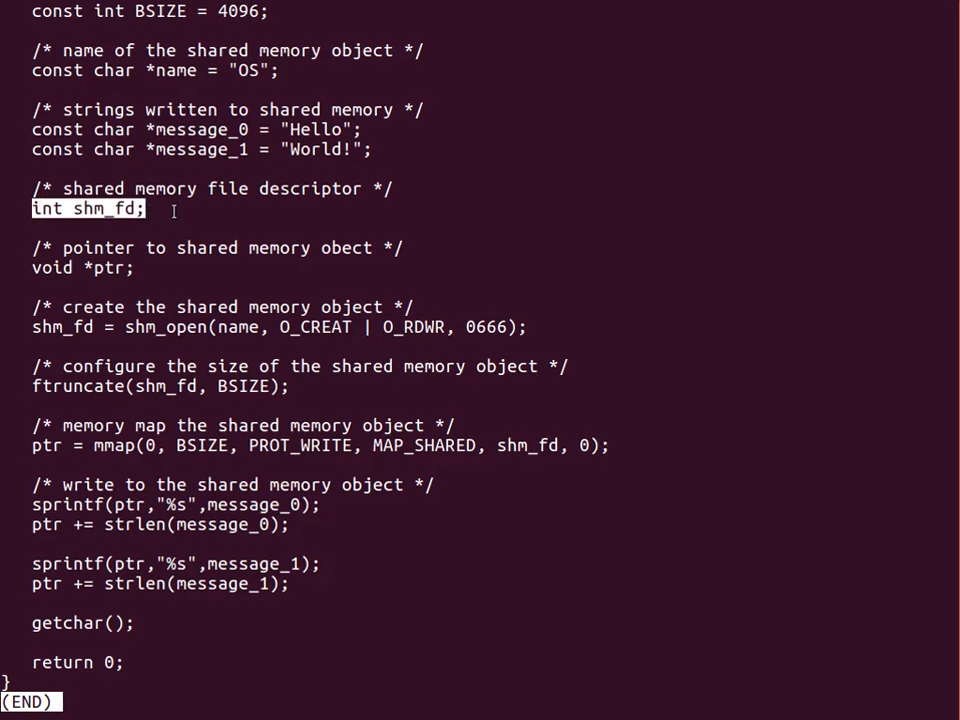 const int BSIZE = 4096;
/* name of the shared memory object */
const char *name = "OS";
/* strings written to shared memory */
const char *message_0 = "Hello";
const char *message_1 = "World!";
/* shared memory file descriptor */
int shm_fd;
/* pointer to shared memory obect */
void *ptr;
/* create the shared memory object */
shm_fd = shm_open(name, O_CREAT | O_RDWR, 0666);
/* configure the size of the shared memory object */
ftruncate(shm_fd, BSIZE);
/* memory map the shared memory object */
ptr = mmap(0, BSIZE, PROT_WRITE, MAP_SHARED, shm_fd, 0);
/* write to the shared memory object */
sprintf(ptr,"%s",message_0);
ptr += strlen(message_0);
sprintf(ptr,"%s",message_1);
ptr += strlen(message_1);
getchar();
return 0;
}
(END)